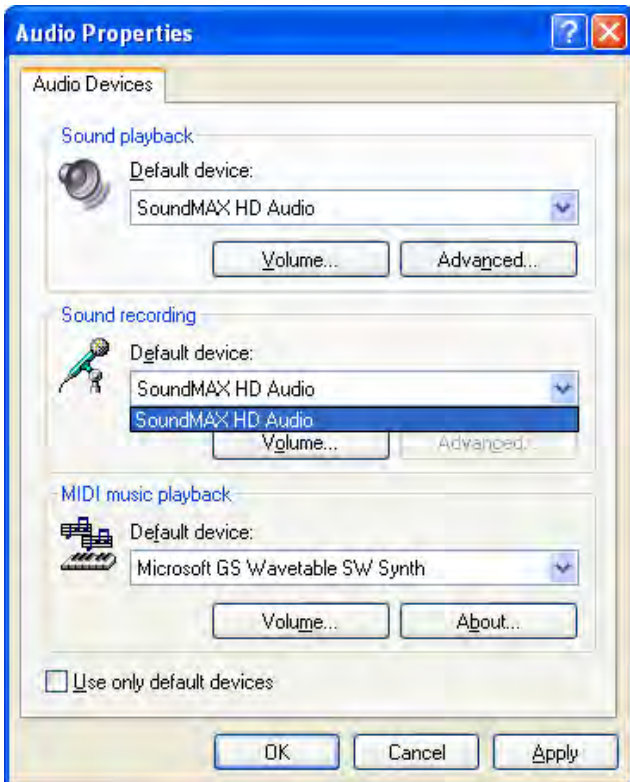 Audio Properties
Audio Devices
Sound playback
Default device:
SoundMAX HD Audio
Volume... Advanced...
Sound recording
Default device:
SoundMAX HD Audio
SoundMAX HD Audio
Volume... Advanced...
MIDI music playback
Default device:
Microsoft GS Wavetable SW Synth
Volume... About...
Use only default devices
OK Cancel Apply